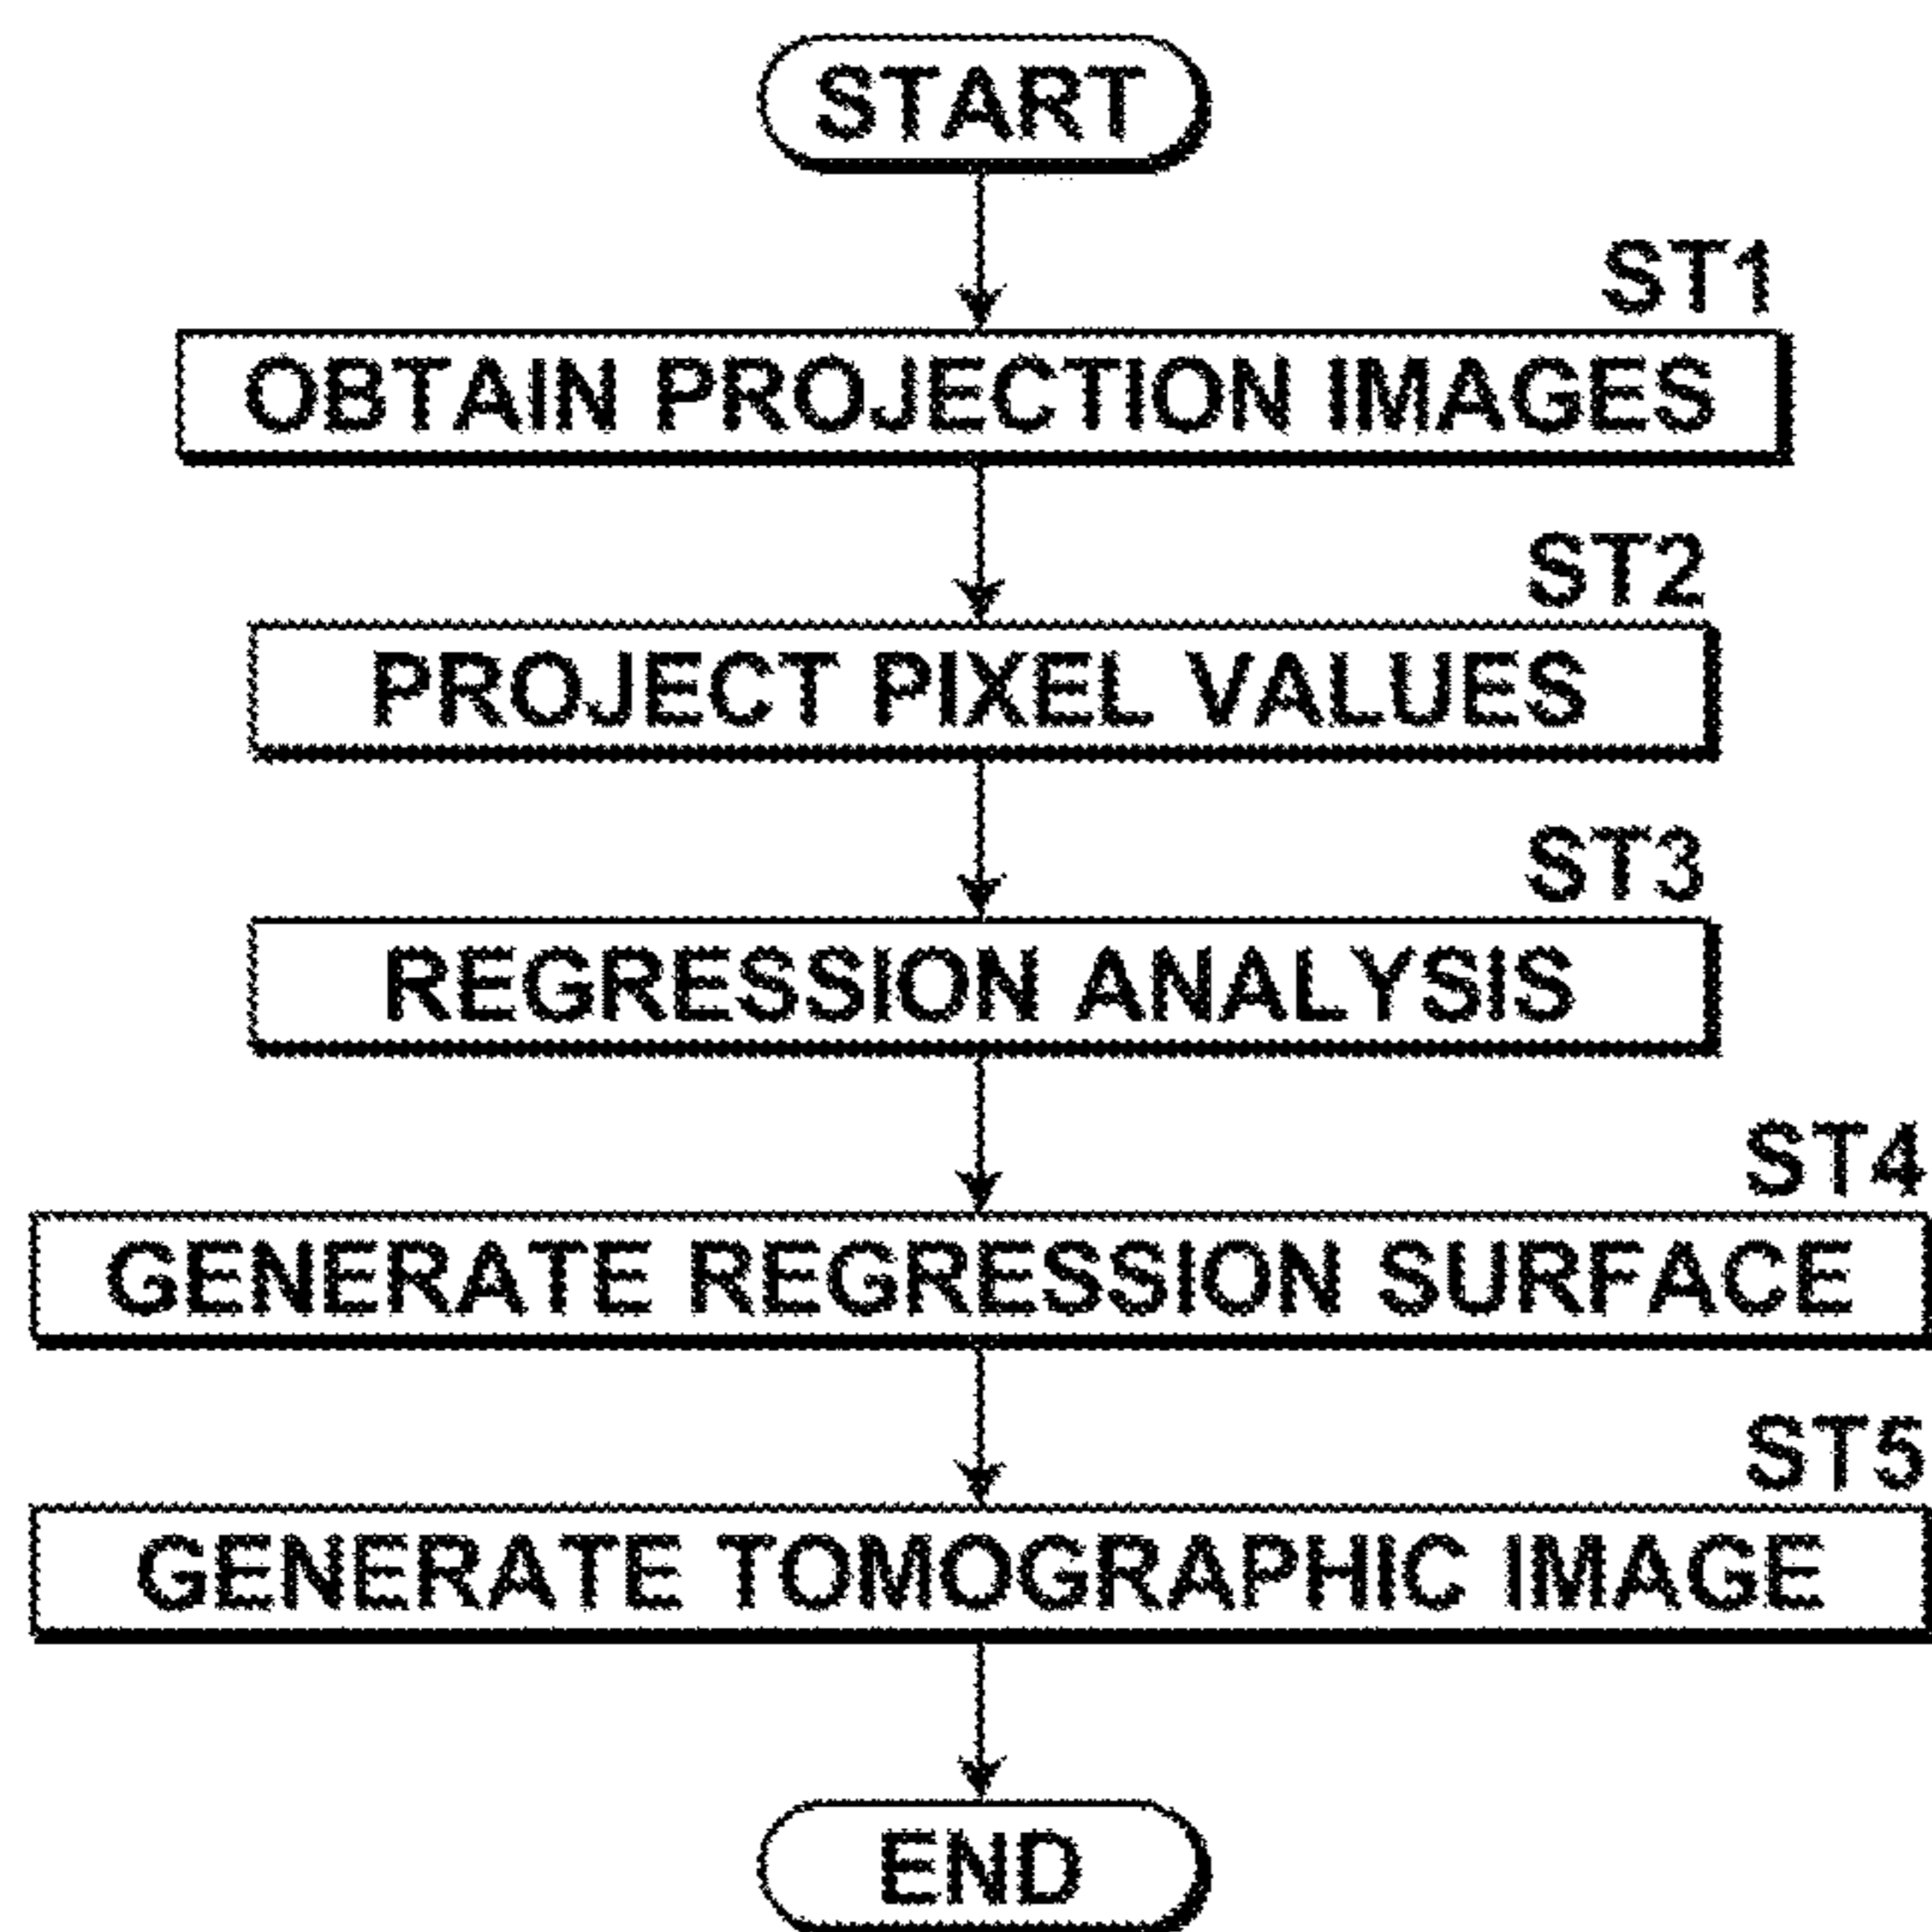 START
ST1
OBTAIN PROJECTION IMAGES
ST2
PROJECT PIXEL VALUES
ST3
REGRESSION ANALYSIS
ST4
GENERATE REGRESSION SURFACE
ST5
GENERATE TOMOGRAPHIC IMAGE
END